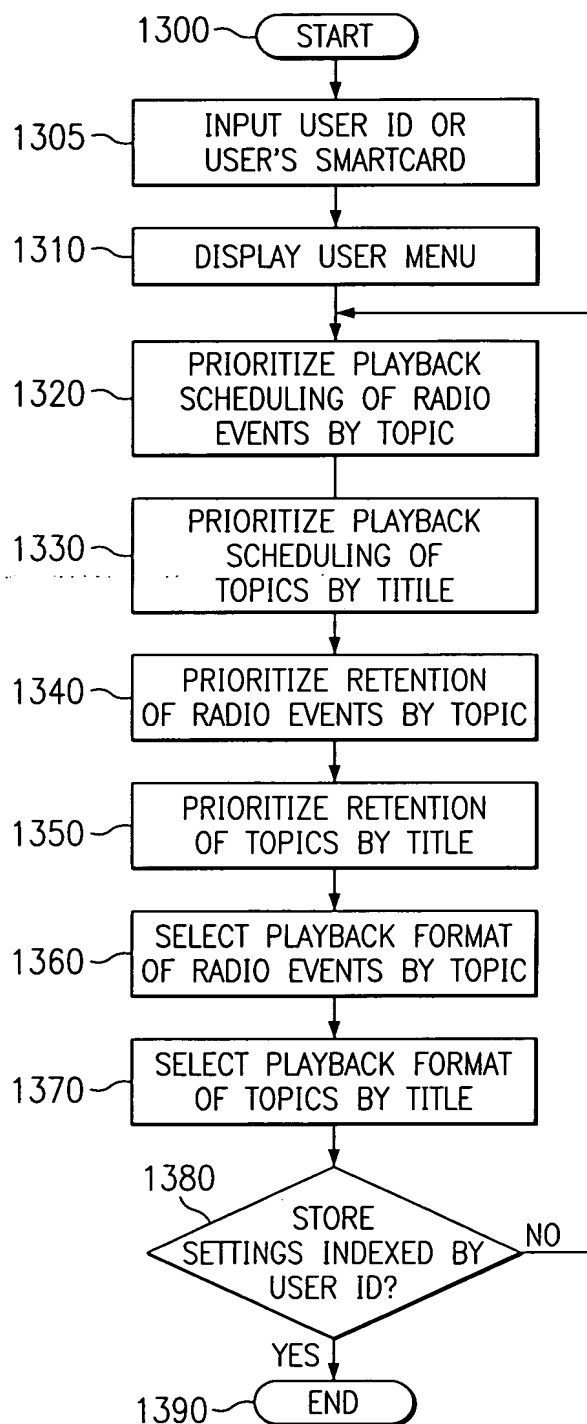 1300
START
1305
INPUT USER ID OR
USER'S SMARTCARD
1310
DISPLAY USER MENU
1320
PRIORITIZE PLAYBACK
SCHEDULING OF RADIO
EVENTS BY TOPIC
1330
PRIORITIZE PLAYBACK
SCHEDULING OF
TOPICS BY TITILE
1340
PRIORITIZE RETENTION
OF RADIO EVENTS BY TOPIC
1350
PRIORITIZE RETENTION
OF TOPICS BY TITLE
1360
SELECT PLAYBACK FORMAT
OF RADIO EVENTS BY TOPIC
1370
SELECT PLAYBACK FORMAT
OF TOPICS BY TITLE
1380
STORE
SETTINGS INDEXED BY
USER ID?
NO
YES
1390
END